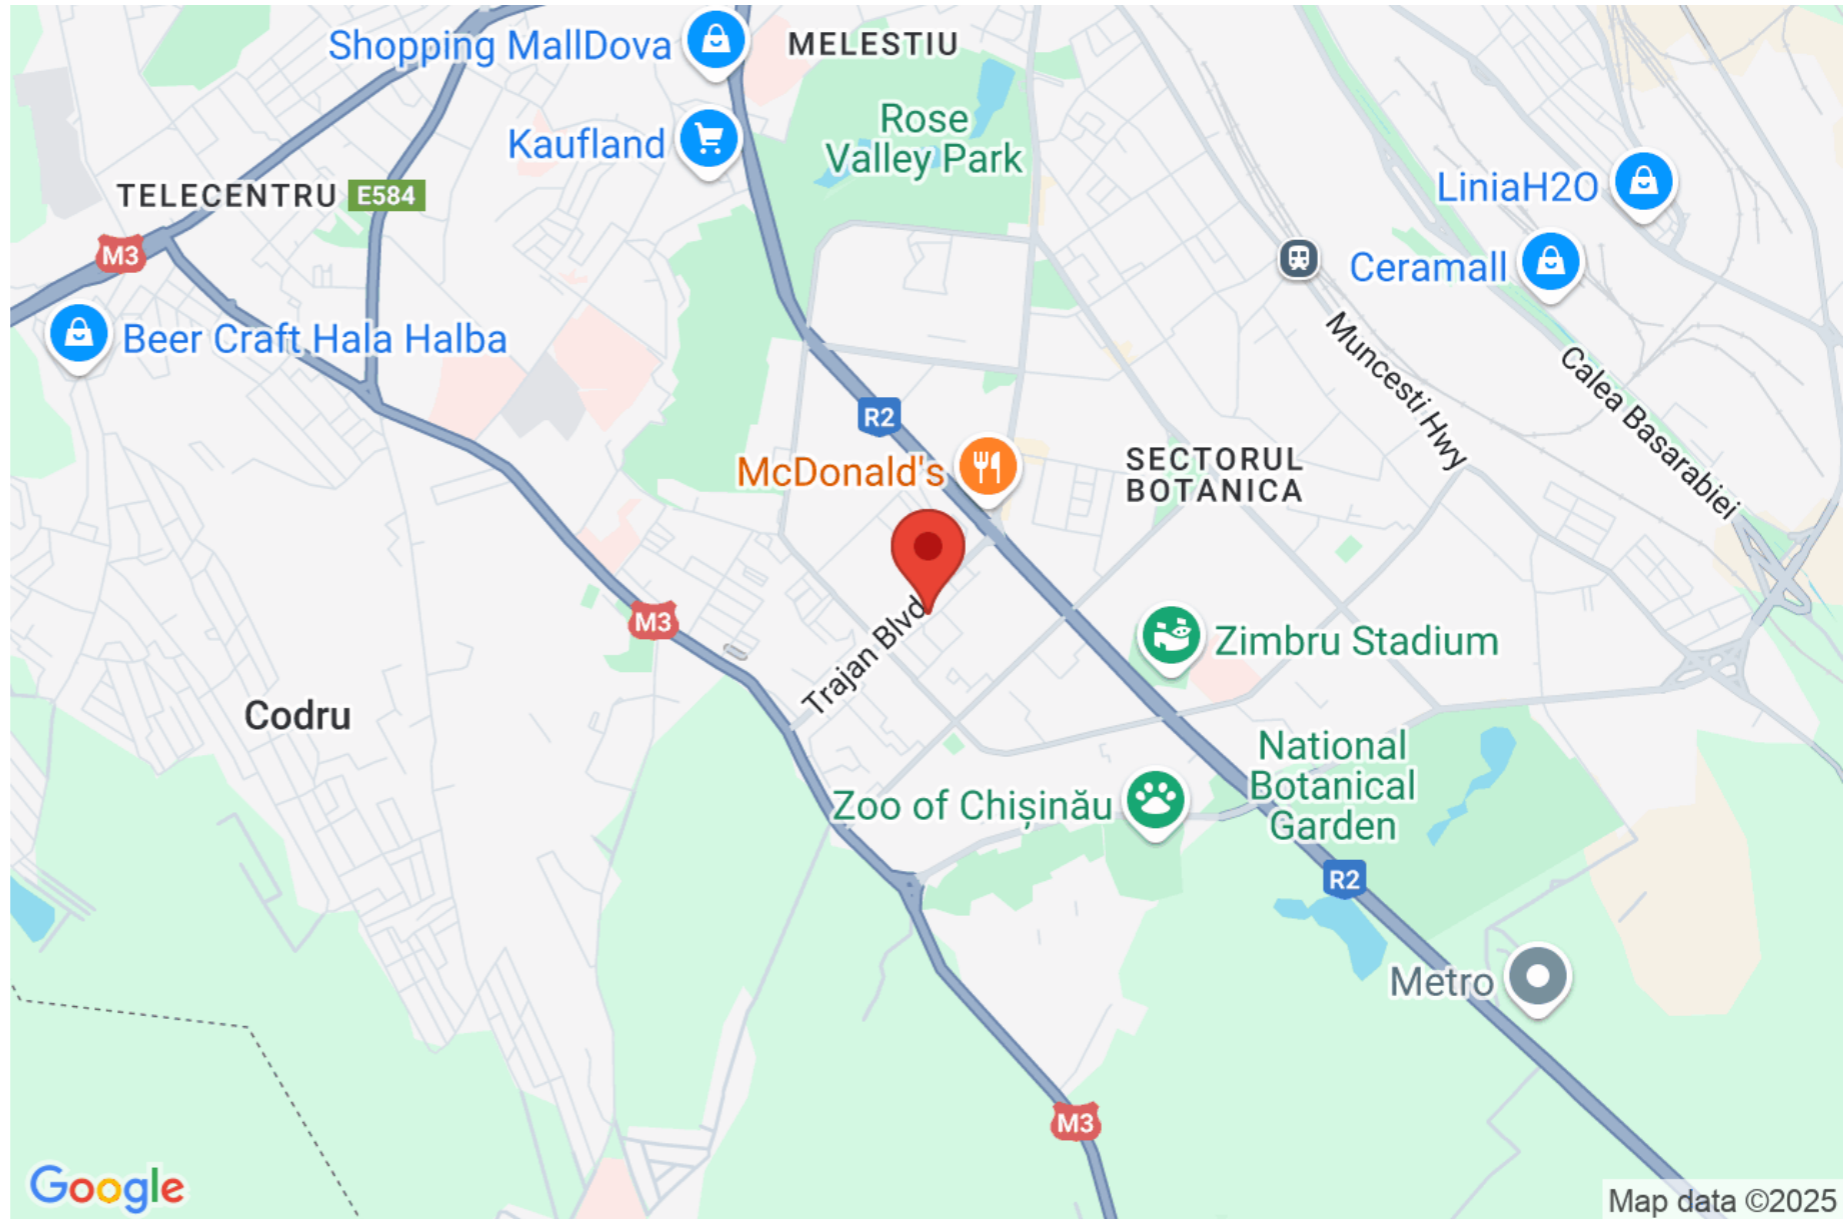 Shopping MallDova
MELESTIU
Rose
Valley Park
Kaufland
LiniaH2O
TELECENTRU
E584
M3
Ceramall
Beer Craft Hala Halba
Muncesti Hwy
Calea Basarabiei
R2
McDonald's
SECTORUL
BOTANICA
M3
Trajan Blvd
Zimbru Stadium
Codru
National
Botanical
Garden
Zoo of Chișinău
R2
Metro
M3
Google
Map data ©2025